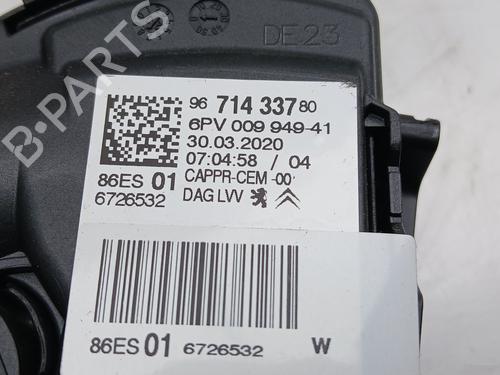 DE23
96 714 337 80
6PV 009 949-41
30.03.2020
07:04:58 / 04
86ES 01 CAPPR-CEM-00'
6726532 DAG LVV
86ES 01 6726532 W
B-PARTS